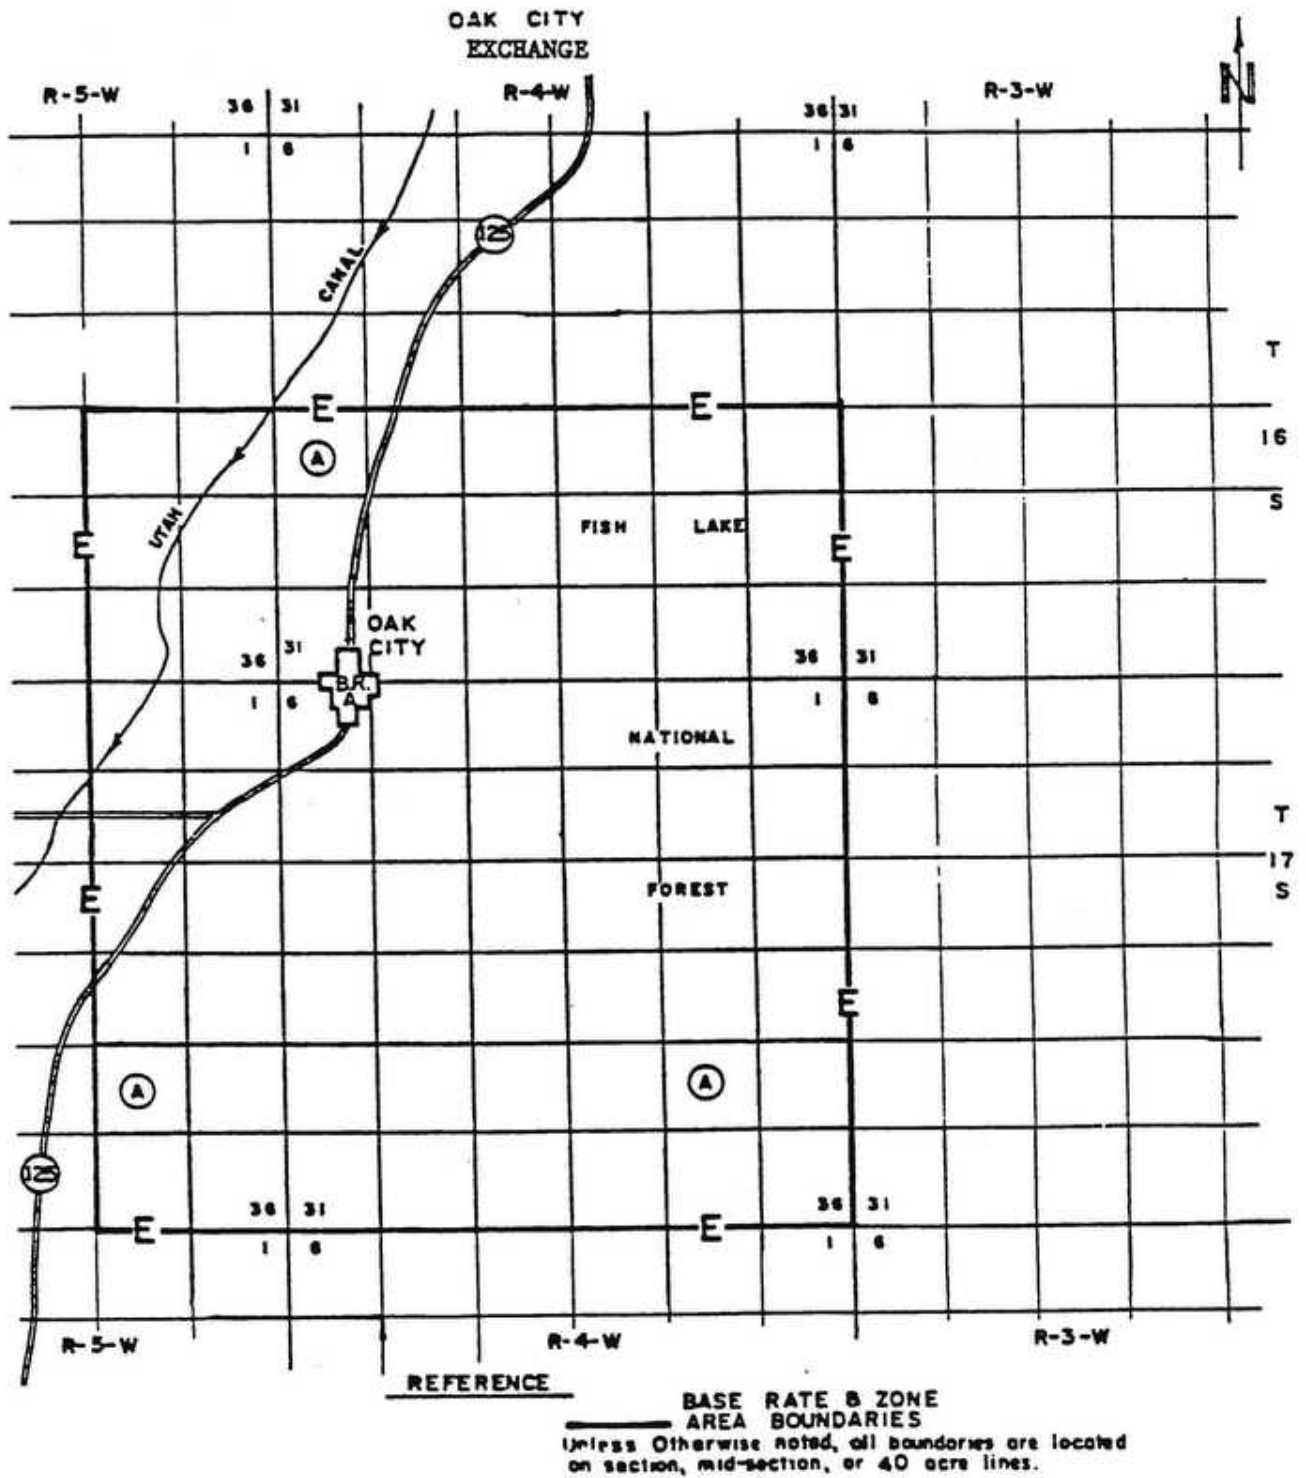 OAK CITY
EXCHANGE
R-5-W
R-4-W
R-3-W
N
36 31
36 31
1 6
1 6
125
CANAL
T
E
E
16
A
S
UTAH
FISH LAKE
E
E
OAK
CITY
36 31
36 31
B.R.
A
1 6
1 6
NATIONAL
T
17
FOREST
S
E
E
A
A
125
36 31
36 31
E
E
1 6
1 6
R-5-W
R-4-W
R-3-W
REFERENCE
BASE RATE & ZONE
AREA BOUNDARIES
Unless Otherwise noted, all boundaries are located
on section, mid-section, or 40 acre lines.